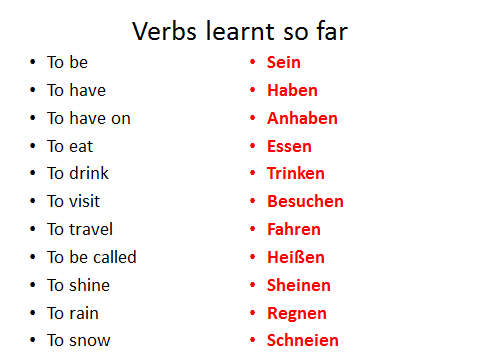 Verbs learnt so far
• To be
• To have
• To have on
• To eat
• To drink
• To visit
• To travel
• To be called
• To shine
• To rain
• To snow
• Sein
• Haben
• Anhaben
• Essen
• Trinken
• Besuchen
• Fahren
• Heißen
• Sheinen
• Regnen
• Schneien